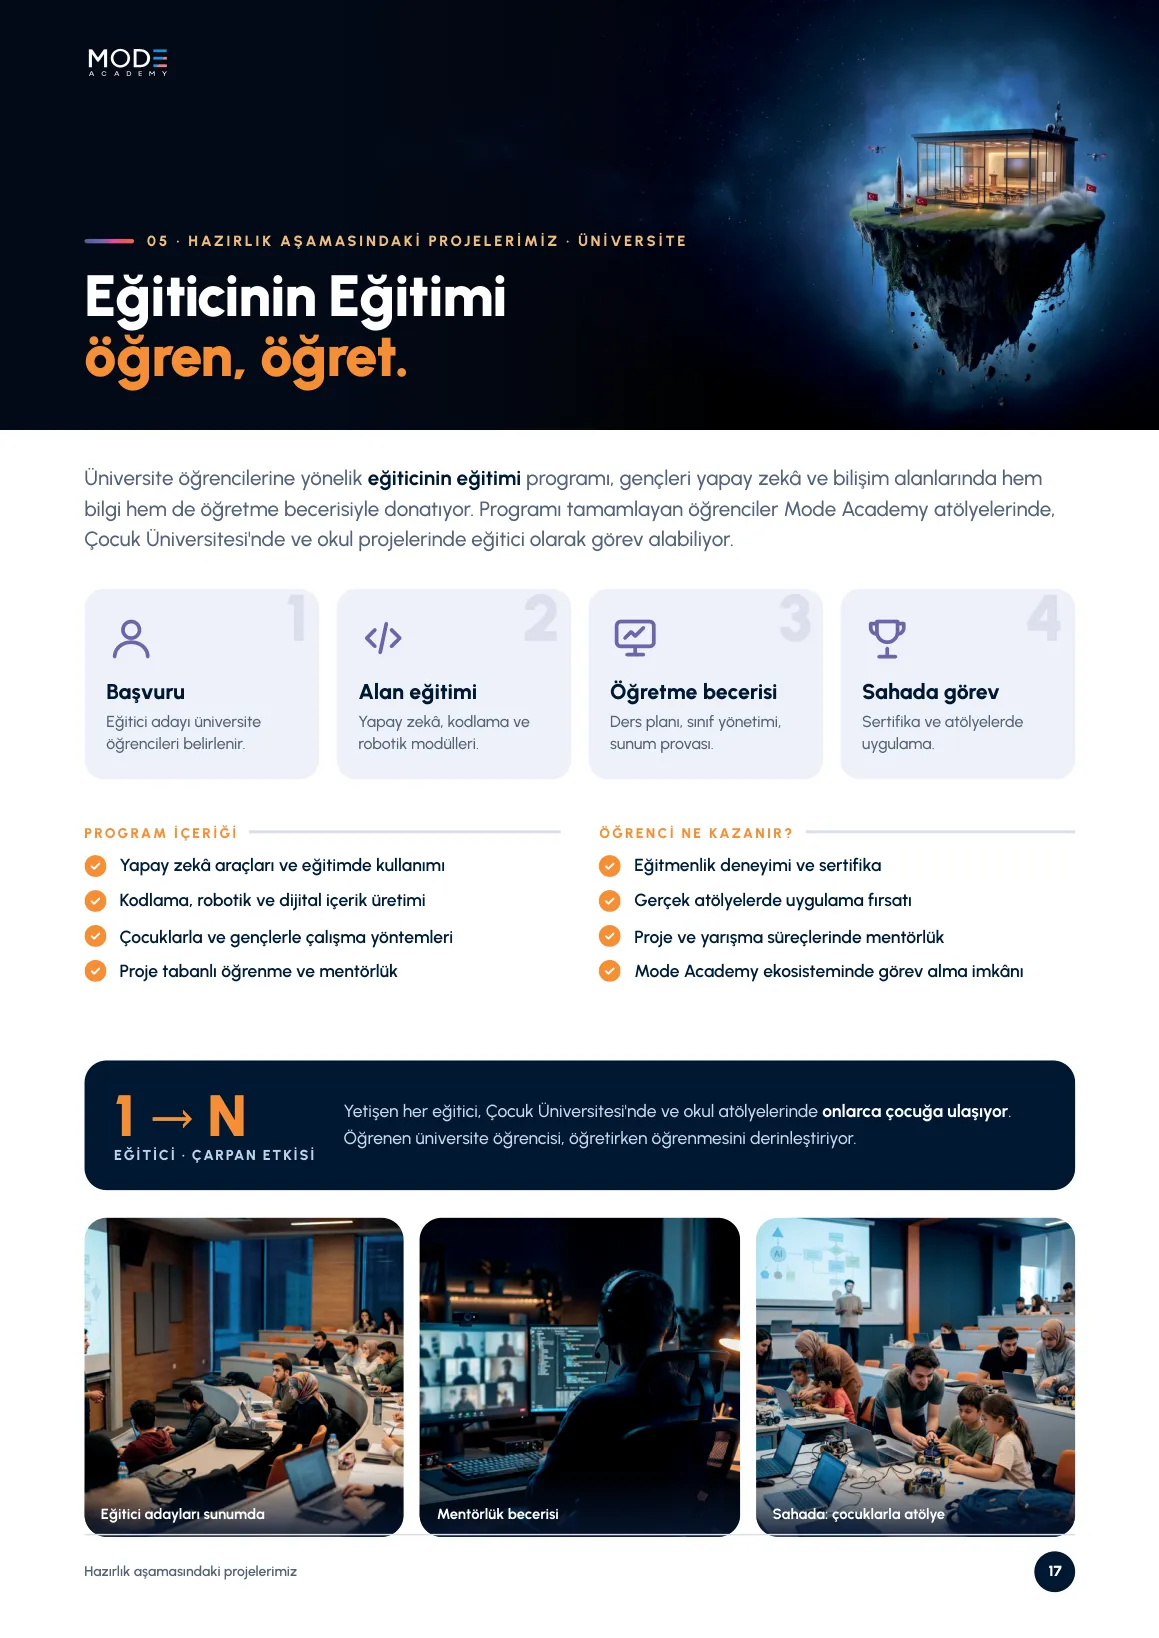 MODE
ACADEMY
05 · HAZIRLIK AŞAMASINDAKİ PROJELERİMİZ · ÜNİVERSİTE
Eğiticinin Eğitimi
öğren, öğret.
Üniversite öğrencilerine yönelik eğiticinin eğitimi programı, gençleri yapay zekâ ve bilişim alanlarında hem
bilgi hem de öğretme becerisiyle donatıyor. Programı tamamlayan öğrenciler Mode Academy atölyelerinde,
Çocuk Üniversitesi'nde ve okul projelerinde eğitici olarak görev alabiliyor.
1
Başvuru
Eğitici adayı üniversite
öğrencileri belirlenir.
2
Alan eğitimi
Yapay zekâ, kodlama ve
robotik modülleri.
3
Öğretme becerisi
Ders planı, sınıf yönetimi,
sunum provası.
4
Sahada görev
Sertifika ve atölyelerde
uygulama.
PROGRAM İÇERİĞİ
Yapay zekâ araçları ve eğitimde kullanımı
Kodlama, robotik ve dijital içerik üretimi
Çocuklarla ve gençlerle çalışma yöntemleri
Proje tabanlı öğrenme ve mentörlük
ÖĞRENCİ NE KAZANIR?
Eğitmenlik deneyimi ve sertifika
Gerçek atölyelerde uygulama fırsatı
Proje ve yarışma süreçlerinde mentörlük
Mode Academy ekosisteminde görev alma imkânı
1 → N
EĞİTİCİ · ÇARPAN ETKİSİ
Yetişen her eğitici, Çocuk Üniversitesi'nde ve okul atölyelerinde onlarca çocuğa ulaşıyor.
Öğrenen üniversite öğrencisi, öğretirken öğrenmesini derinleştiriyor.
Eğitici adayları sunumda
Mentörlük becerisi
AI
Sahada: çocuklarla atölye
Hazırlık aşamasındaki projelerimiz
17